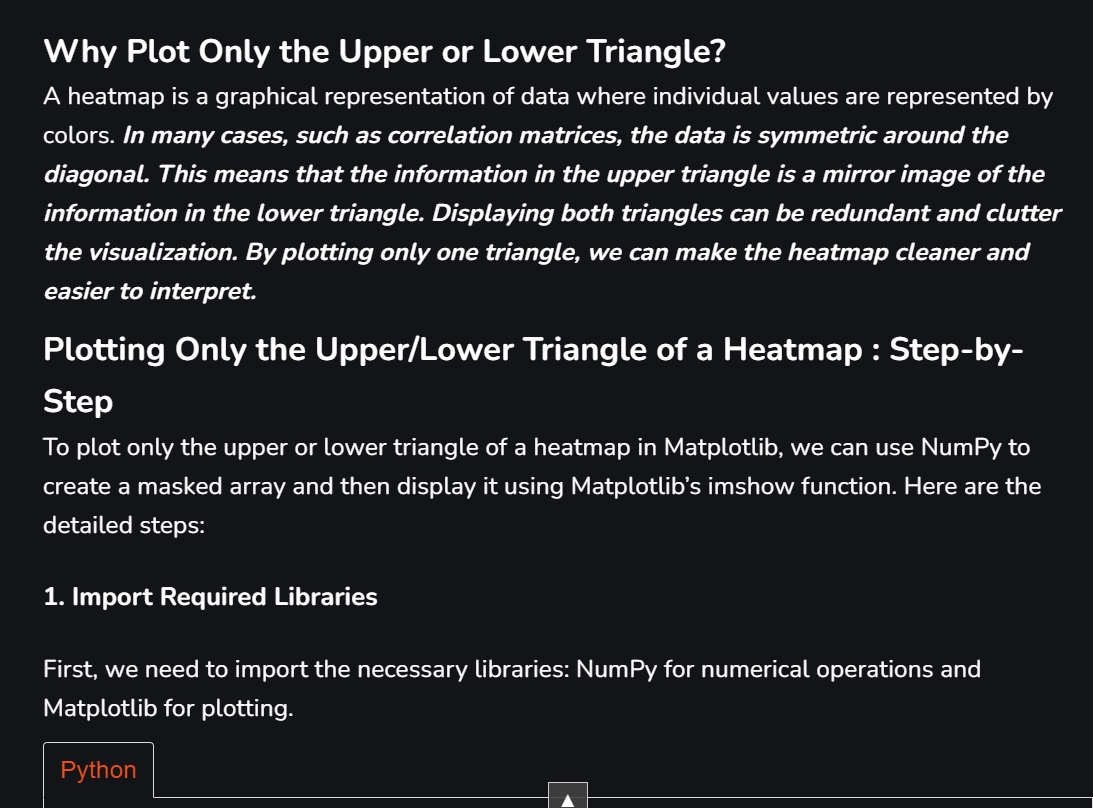 Why Plot Only the Upper or Lower Triangle?
A heatmap is a graphical representation of data where individual values are represented by
colors. In many cases, such as correlation matrices, the data is symmetric around the
diagonal. This means that the information in the upper triangle is a mirror image of the
information in the lower triangle. Displaying both triangles can be redundant and clutter
the visualization. By plotting only one triangle, we can make the heatmap cleaner and
easier to interpret.
Plotting Only the Upper/Lower Triangle of a Heatmap : Step-by-
Step
To plot only the upper or lower triangle of a heatmap in Matplotlib, we can use NumPy to
create a masked array and then display it using Matplotlib’s imshow function. Here are the
detailed steps:
1. Import Required Libraries
First, we need to import the necessary libraries: NumPy for numerical operations and
Matplotlib for plotting.
Python